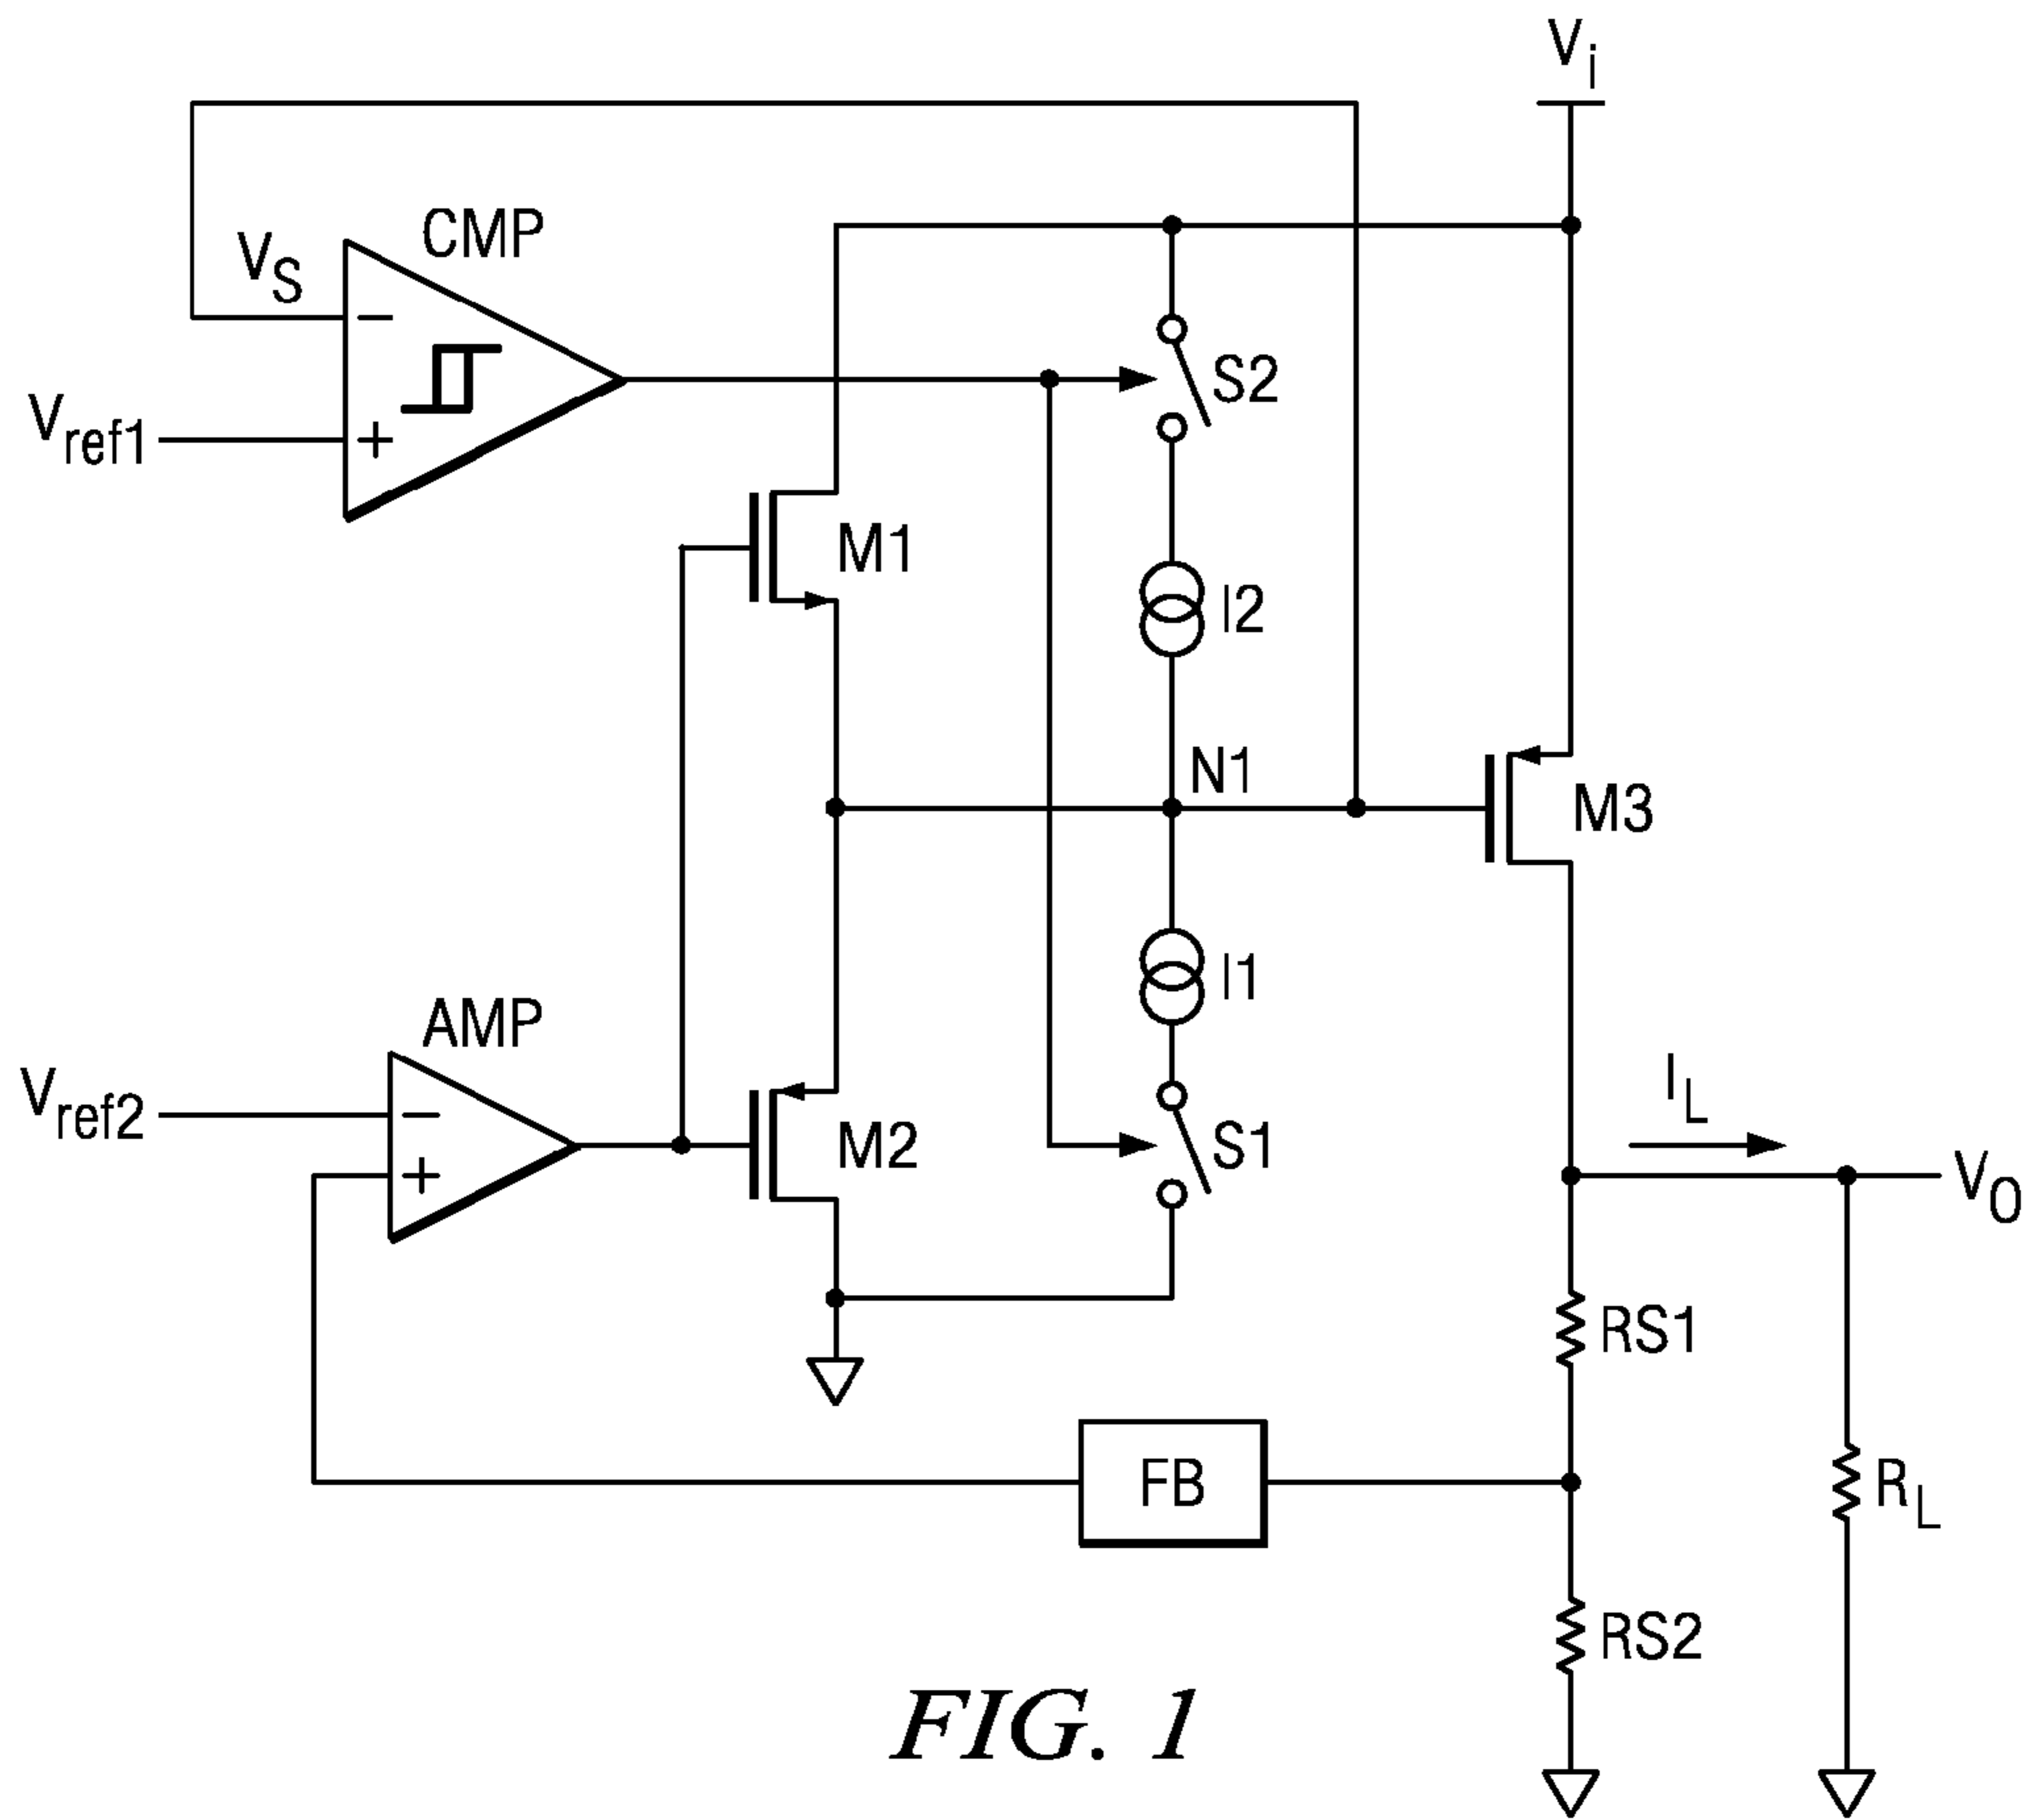 Vi
CMP
VS
S2
Vref1
M1
I2
N1
M3
I1
AMP
IL
Vref2
M2
S1
VO
RS1
FB
RL
RS2
FIG. 1